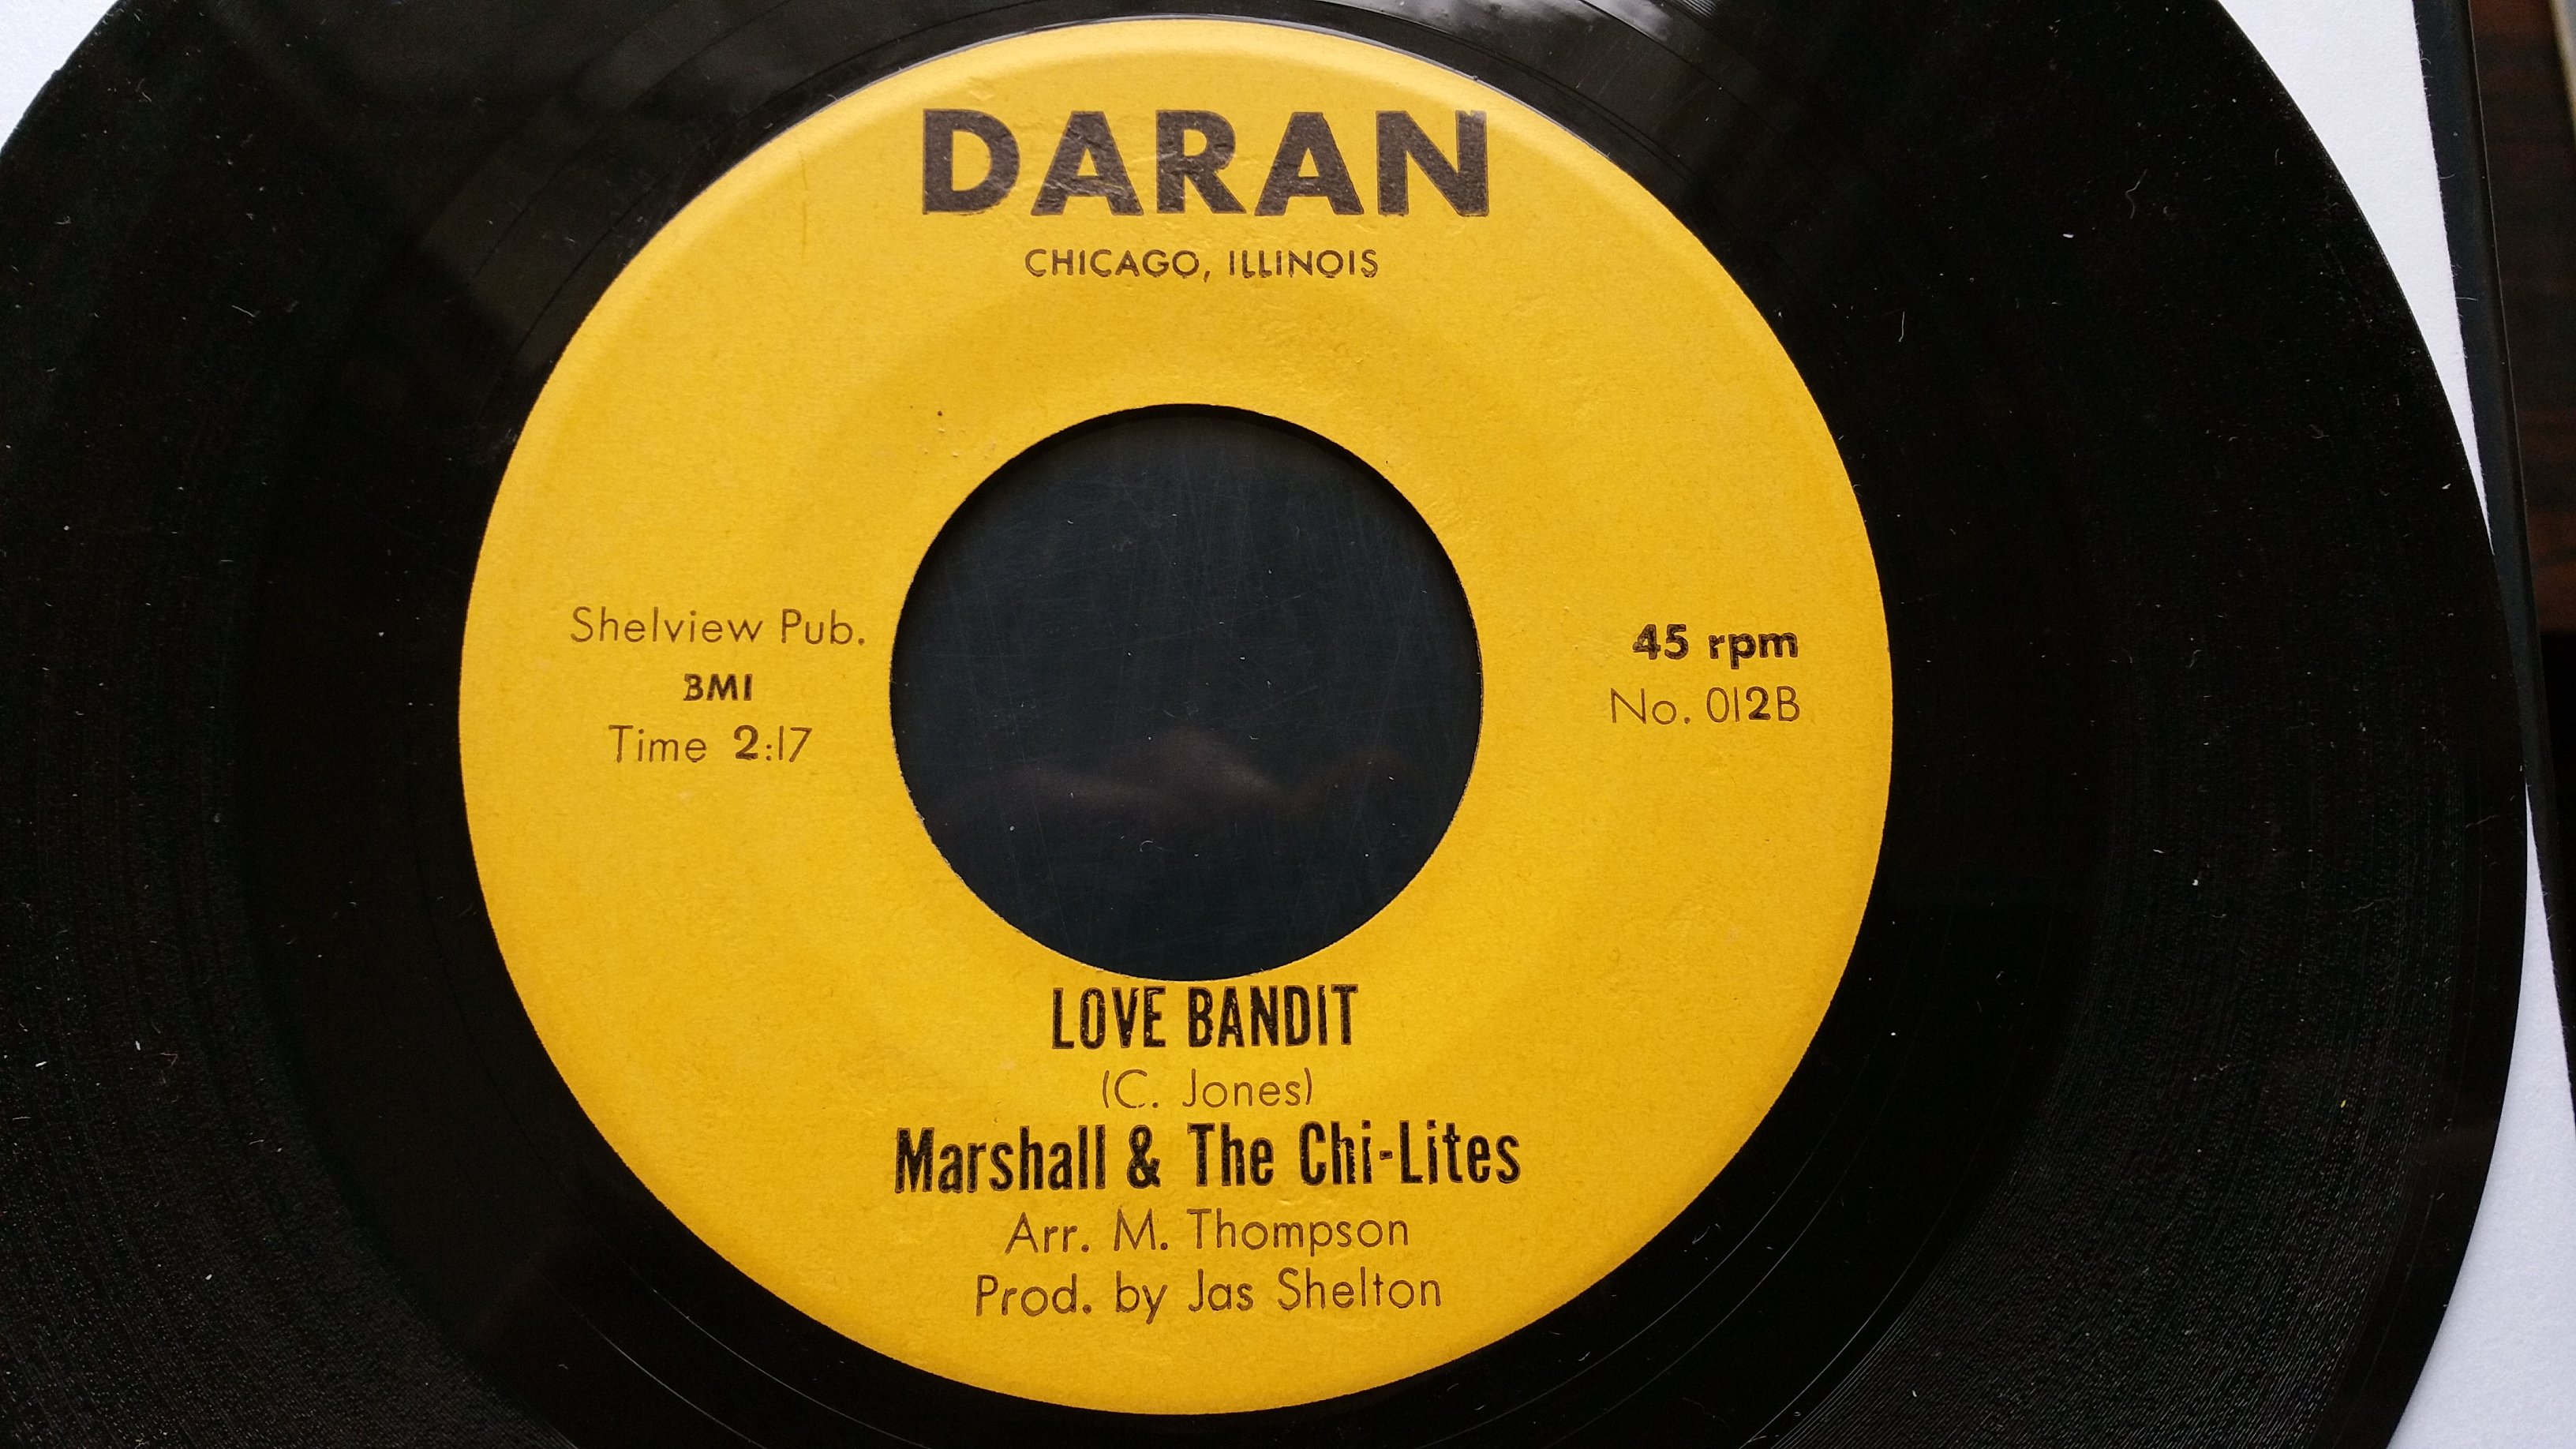 DARAN
CHICAGO, ILLINOIS
Shelview Pub.
BMI
Time 2:17
45 rpm
No. 012B
LOVE BANDIT
(C. Jones)
Marshall & The Chi-Lites
Arr. M. Thompson
Prod. by Jas Shelton